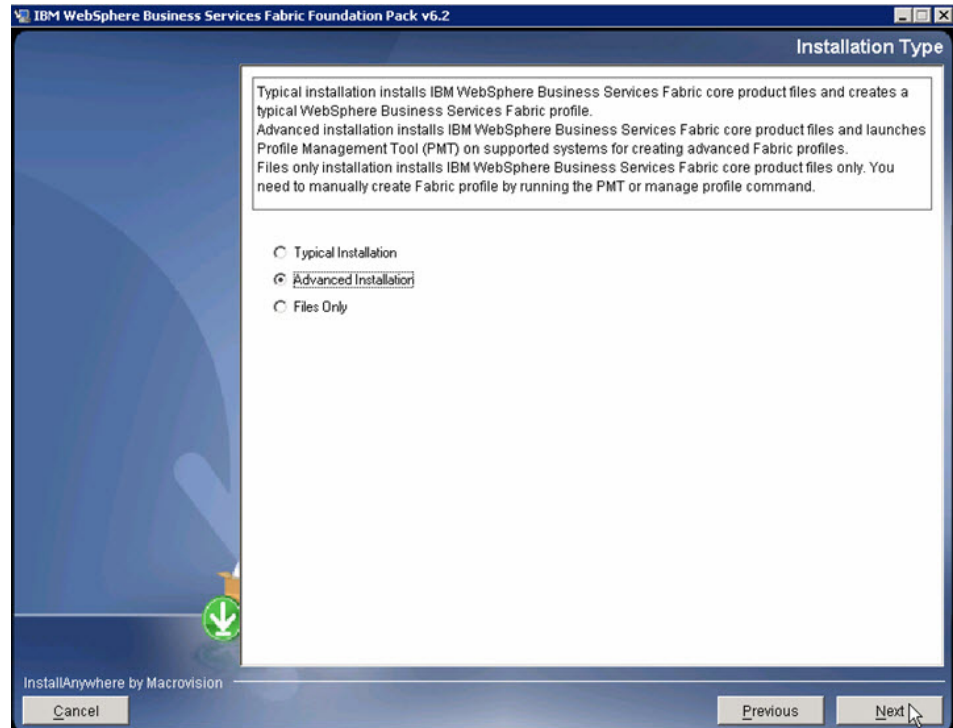 IBM WebSphere Business Services Fabric Foundation Pack v6.2
Installation Type
Typical installation installs IBM WebSphere Business Services Fabric core product files and creates a
typical WebSphere Business Services Fabric profile.
Advanced installation installs IBM WebSphere Business Services Fabric core product files and launches
Profile Management Tool (PMT) on supported systems for creating advanced Fabric profiles.
Files only installation installs IBM WebSphere Business Services Fabric core product files only. You
need to manually create Fabric profile by running the PMT or manage profile command.
Typical Installation
Advanced Installation
Files Only
InstallAnywhere by Macrovision
Cancel
Previous
Next